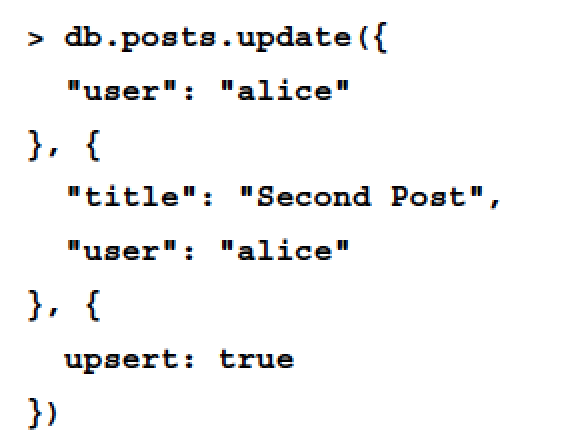 > db.posts.update({
"user": "alice"
}, {
"title": "Second Post",
"user": "alice"
}, {
upsert: true
})